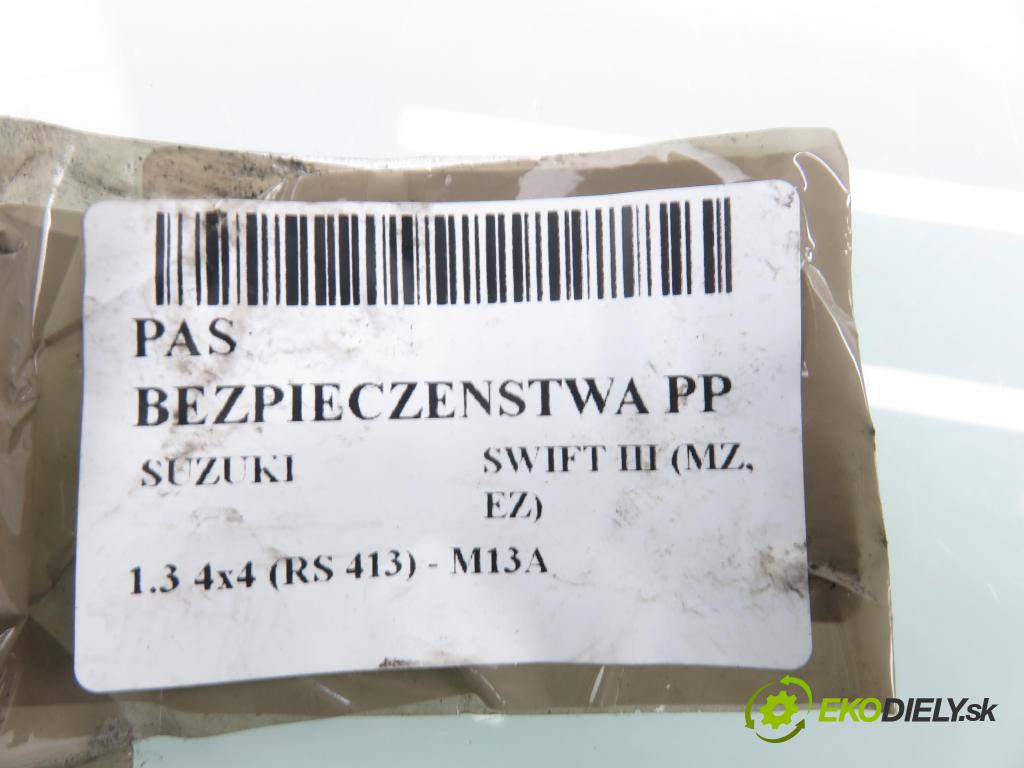 PAS
BEZPIECZENSTWA PP
SUZUKI SWIFT III (MZ,
EZ)
1.3 4x4 (RS 413) - M13A
EKODIELY.sk